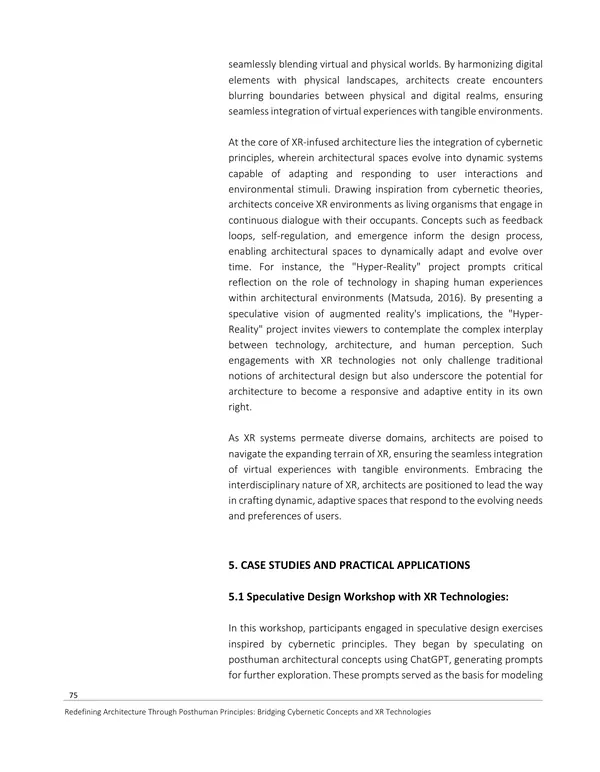 seamlessly blending virtual and physical worlds. By harmonizing digital
elements with physical landscapes, architects create encounters
blurring boundaries between physical and digital realms, ensuring
seamless integration of virtual experiences with tangible environments.
At the core of XR-infused architecture lies the integration of cybernetic
principles, wherein architectural spaces evolve into dynamic systems
capable of adapting and responding to user interactions and
environmental stimuli. Drawing inspiration from cybernetic theories,
architects conceive XR environments as living organisms that engage in
continuous dialogue with their occupants. Concepts such as feedback
loops, self-regulation, and emergence inform the design process,
enabling architectural spaces to dynamically adapt and evolve over
time. For instance, the "Hyper-Reality" project prompts critical
reflection on the role of technology in shaping human experiences
within architectural environments (Matsuda, 2016). By presenting a
speculative vision of augmented reality's implications, the "Hyper-
Reality" project invites viewers to contemplate the complex interplay
between technology, architecture, and human perception. Such
engagements with XR technologies not only challenge traditional
notions of architectural design but also underscore the potential for
architecture to become a responsive and adaptive entity in its own
right.
As XR systems permeate diverse domains, architects are poised to
navigate the expanding terrain of XR, ensuring the seamless integration
of virtual experiences with tangible environments. Embracing the
interdisciplinary nature of XR, architects are positioned to lead the way
in crafting dynamic, adaptive spaces that respond to the evolving needs
and preferences of users.
5. CASE STUDIES AND PRACTICAL APPLICATIONS
5.1 Speculative Design Workshop with XR Technologies:
In this workshop, participants engaged in speculative design exercises
inspired by cybernetic principles. They began by speculating on
posthuman architectural concepts using ChatGPT, generating prompts
for further exploration. These prompts served as the basis for modeling
75
Redefining Architecture Through Posthuman Principles: Bridging Cybernetic Concepts and XR Technologies